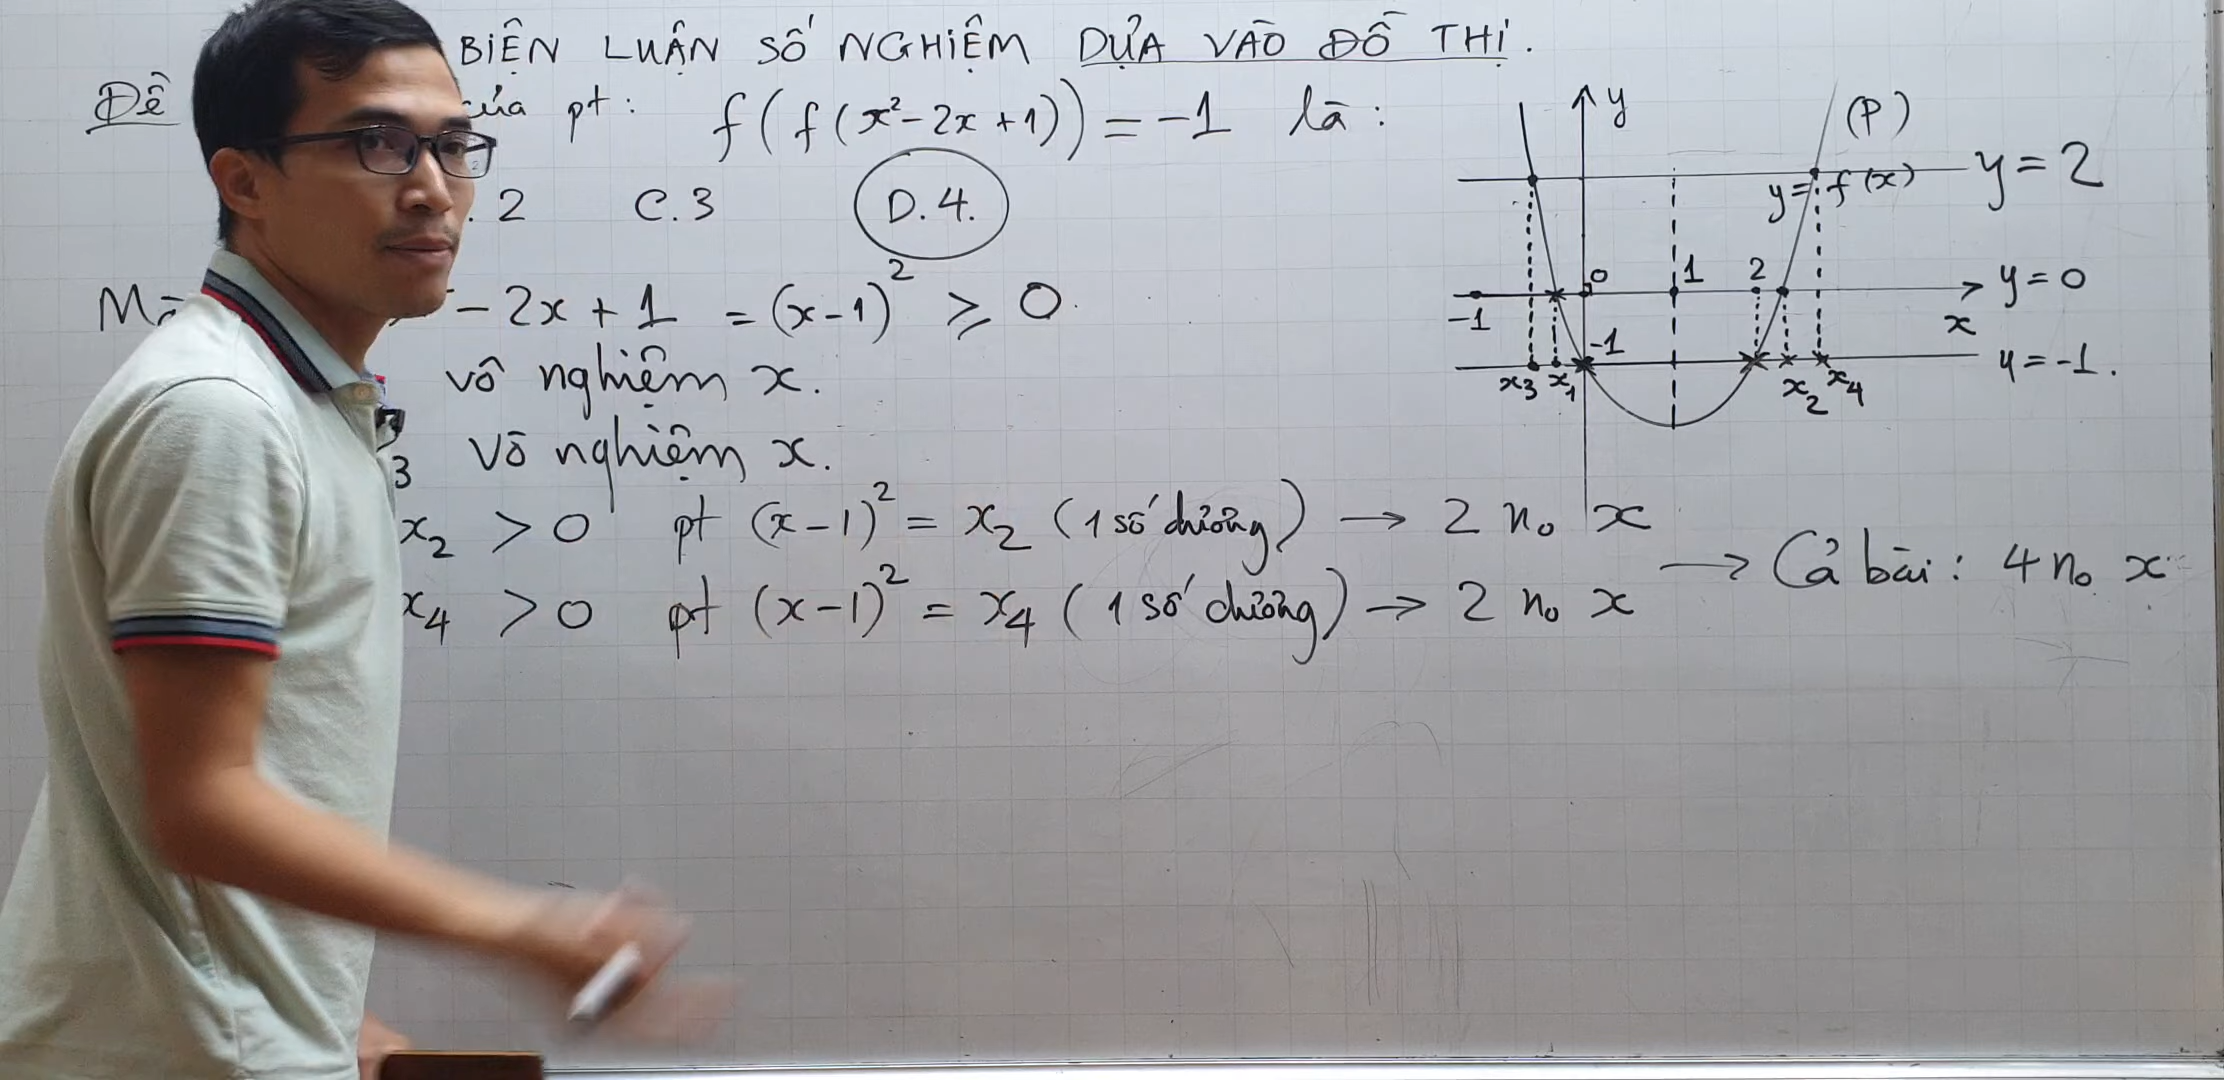 BIỆN LUẬN SỐ NGHIỆM DỰA VÀO ĐỒ THỊ.
Đề của pt: f(f(x²-2x+1)) = -1 là:
. 2 C. 3 D. 4.
- 2x + 1 = (x-1)² ≥ 0.
vô nghiệm x.
3 vô nghiệm x.
x₂ > 0 pt (x-1)² = x₂ (1 số dương) → 2 n₀ x
x₄ > 0 pt (x-1)² = x₄ (1 số dương) → 2 n₀ x
→ Cả bài: 4 n₀ x
y (P)
y = f(x) y = 2
-1 0 1 2 x y = 0
-1 y = -1.
x₃ x₁ x₂ x₄